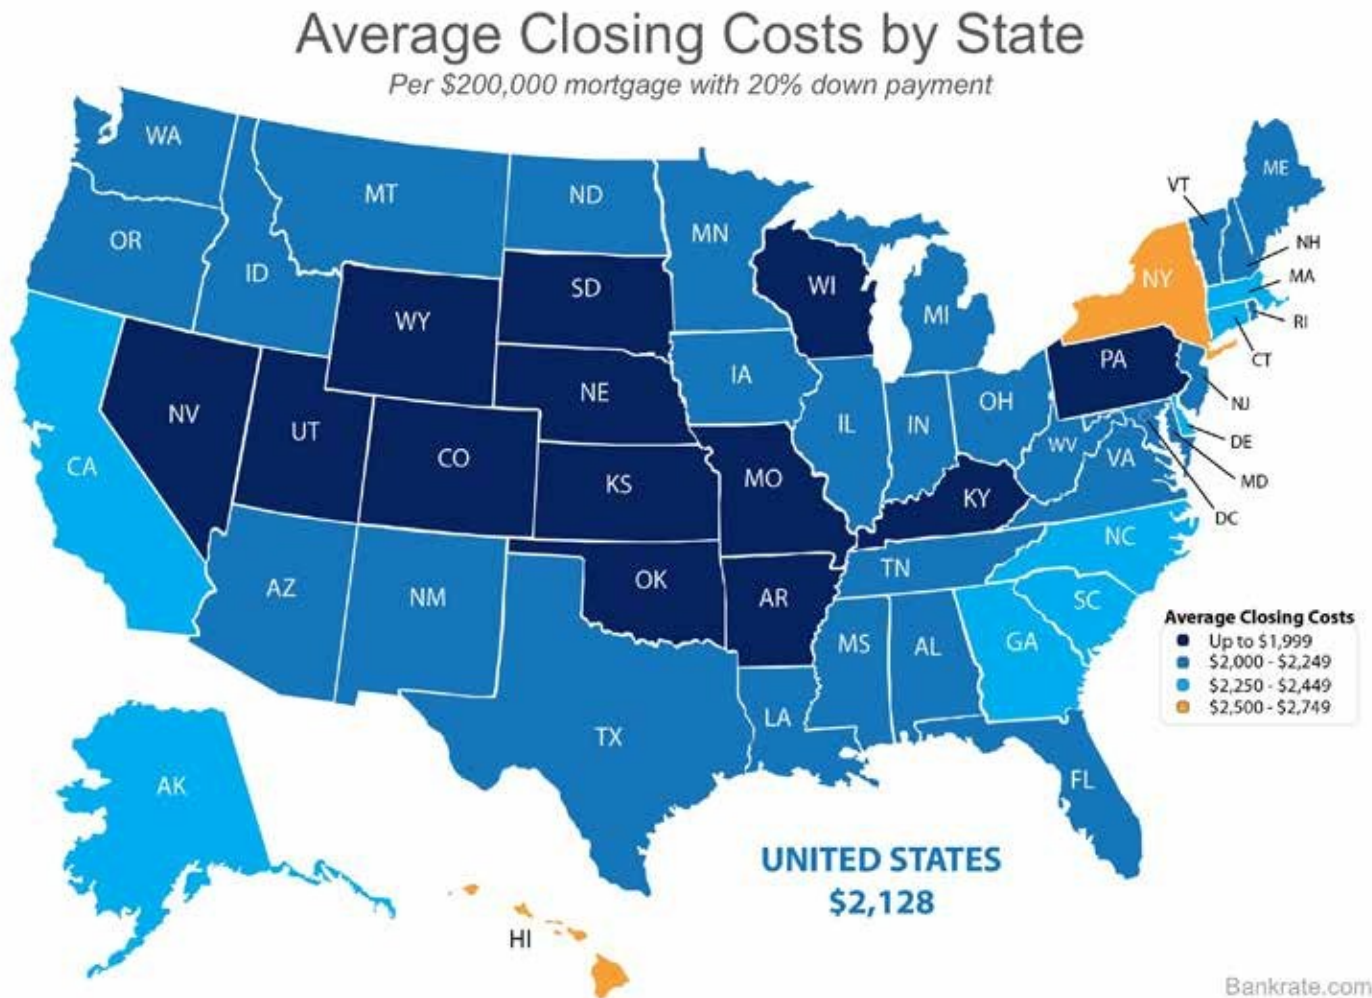 Average Closing Costs by State
Per $200,000 mortgage with 20% down payment
WA
MT
ND
MN
ME
VT
OR
ID
NH
SD
WI
MI
NY
MA
WY
RI
PA
CT
IA
NE
OH
NJ
NV
UT
IL
IN
CO
WV
VA
DE
CA
KS
MO
KY
MD
DC
NC
TN
OK
AZ
NM
AR
SC
MS
AL
GA
Average Closing Costs
Up to $1,999
$2,000 - $2,249
$2,250 - $2,449
$2,500 - $2,749
LA
TX
FL
AK
UNITED STATES
$2,128
HI
Bankrate.com